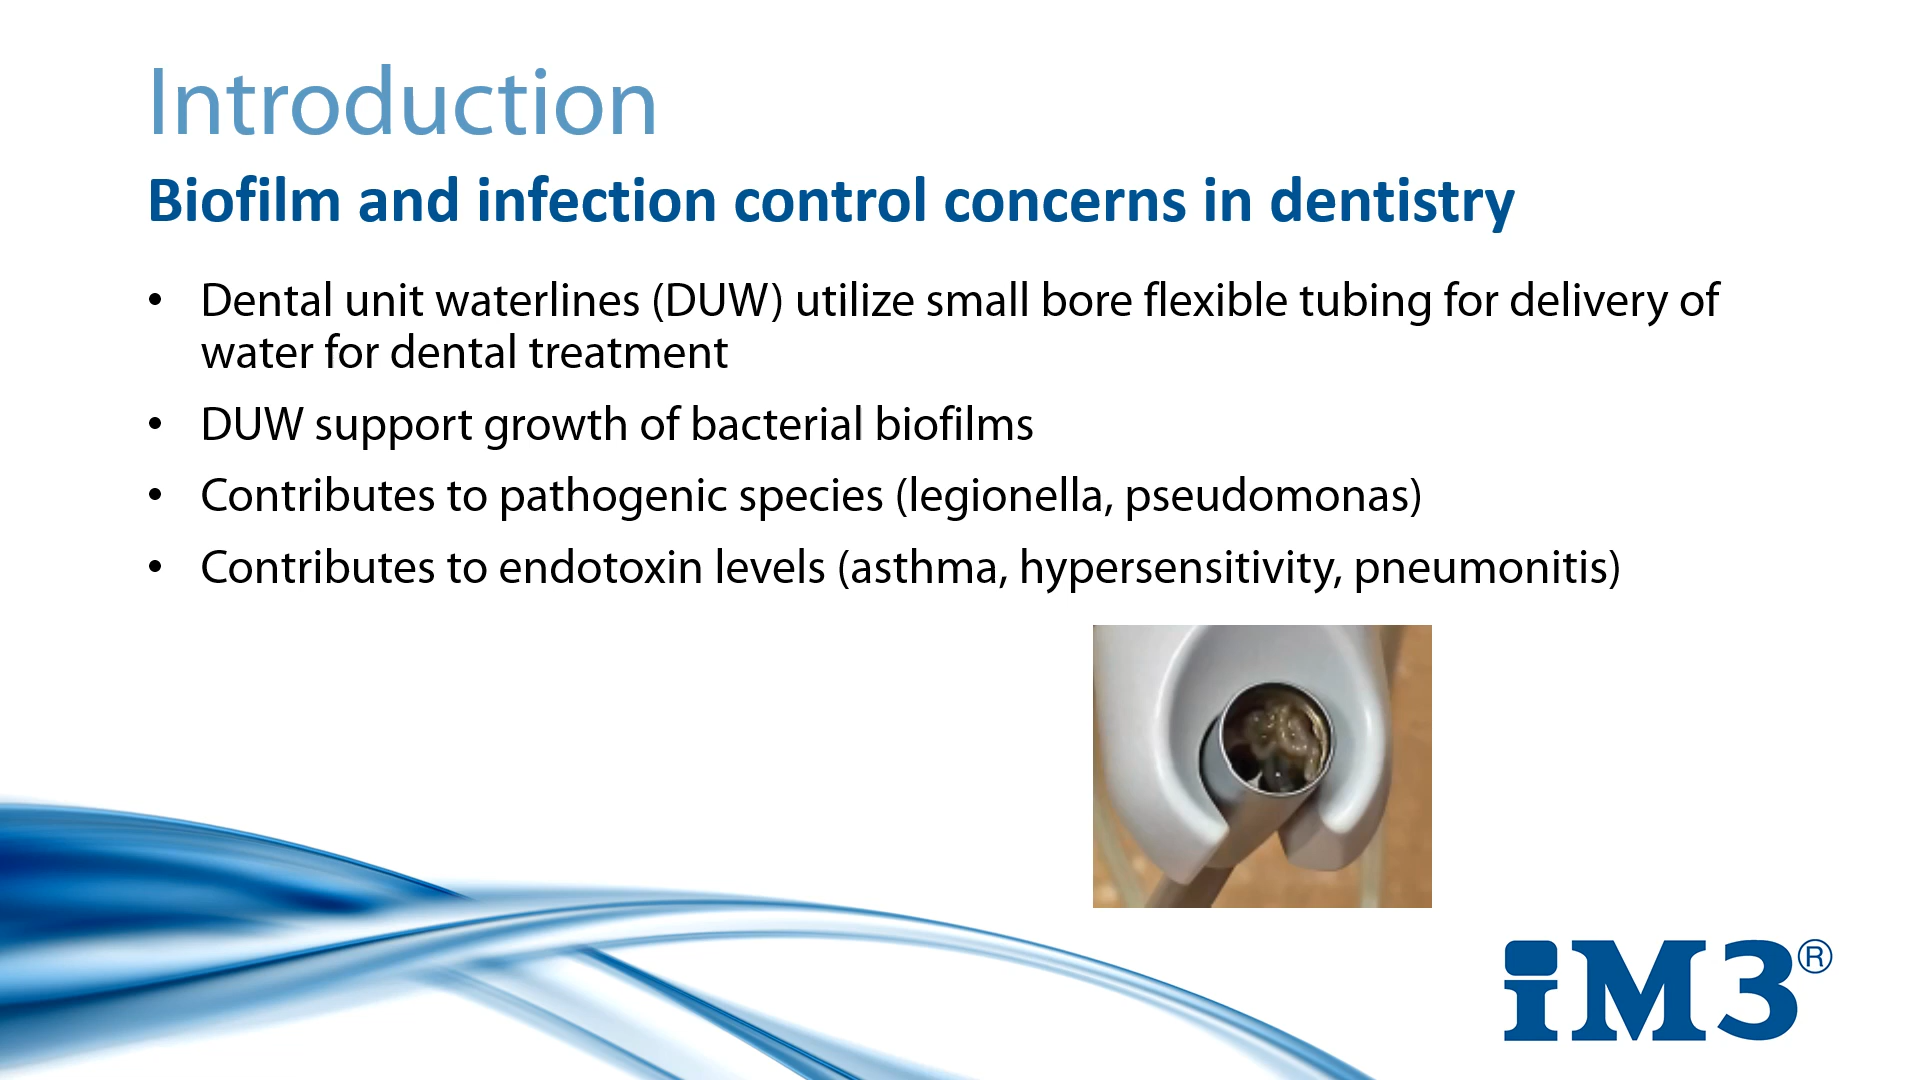 Introduction
Biofilm and infection control concerns in dentistry
• Dental unit waterlines (DUW) utilize small bore flexible tubing for delivery of
water for dental treatment
• DUW support growth of bacterial biofilms
• Contributes to pathogenic species (legionella, pseudomonas)
• Contributes to endotoxin levels (asthma, hypersensitivity, pneumonitis)
iM3®